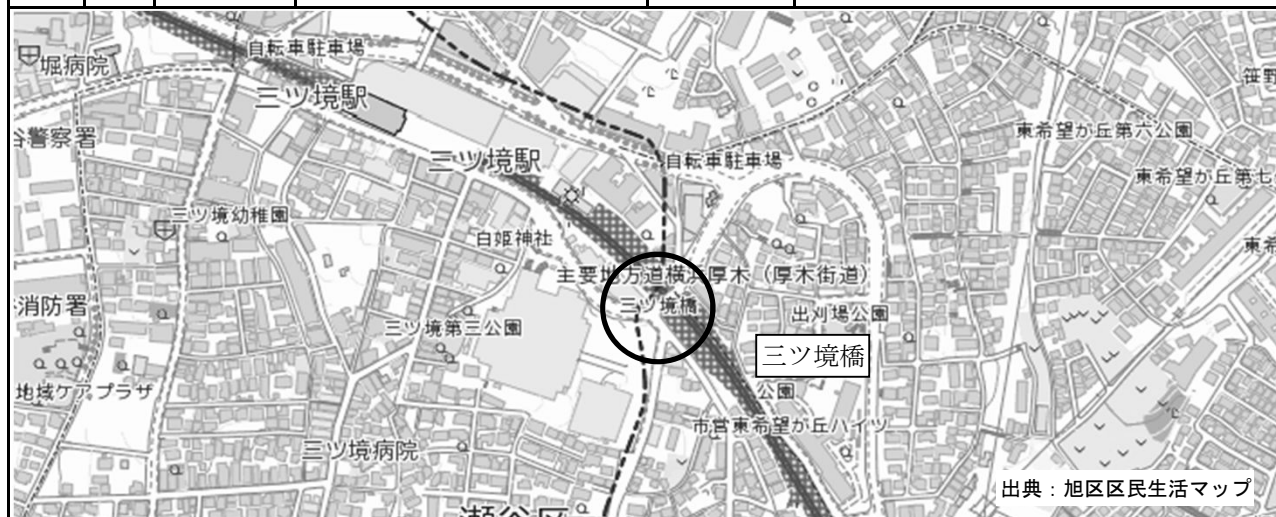 自転車駐車場
堀病院
三ツ境駅
谷警察署
三ツ境駅
自転車駐車場
東希望が丘第六公園
東希望が丘第七
三ツ境幼稚園
白姫神社
主要地方道横浜厚木(厚木街道)
三ツ境橋
出刈場公園
消防署
三ツ境第三公園
三ツ境橋
地域ケアプラザ
公園
市営東希望が丘ハイツ
三ツ境病院
瀬谷区
出典:旭区区民生活マップ